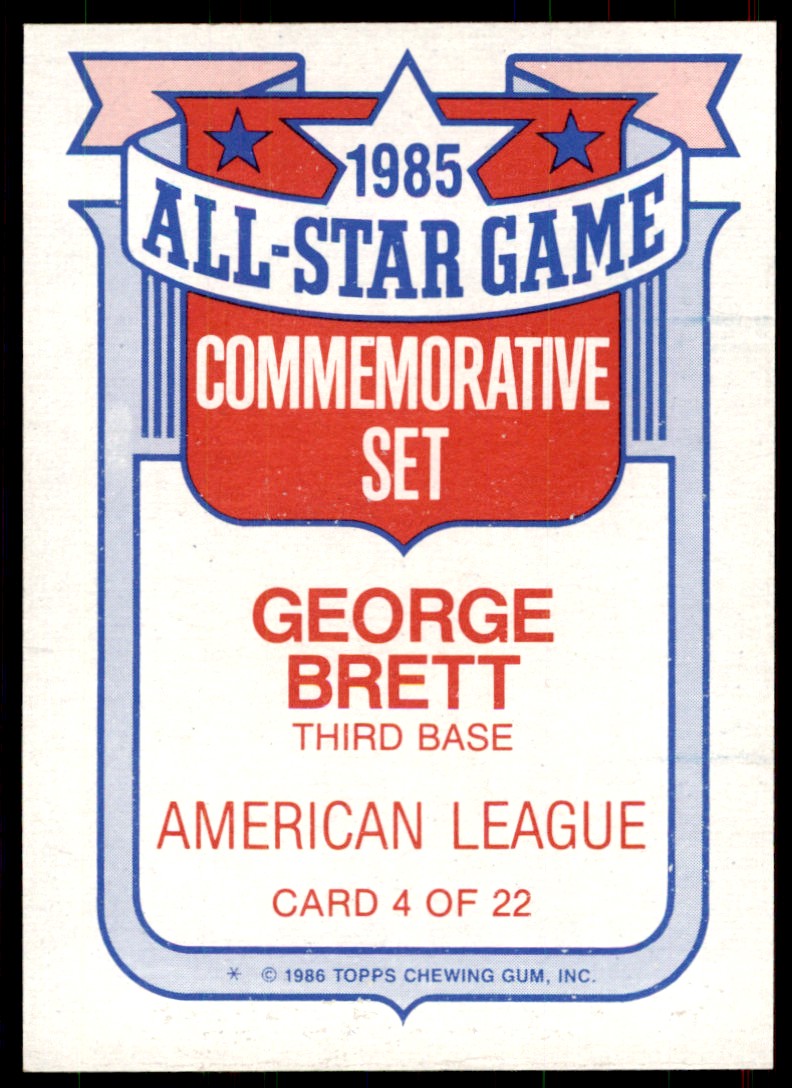 1985
ALL-STAR GAME
COMMEMORATIVE
SET
GEORGE
BRETT
THIRD BASE
AMERICAN LEAGUE
CARD 4 OF 22
* © 1986 TOPPS CHEWING GUM, INC.